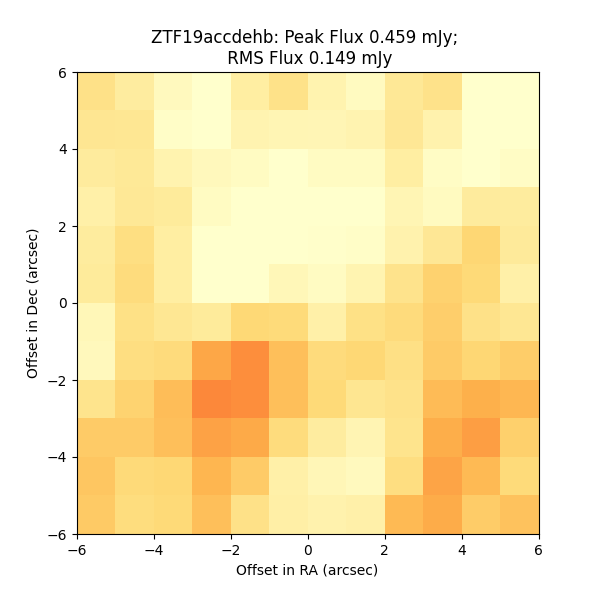 ZTF19accdehb: Peak Flux 0.459 mJy;
RMS Flux 0.149 mJy
6
4
2
0
−2
−4
−6
Offset in Dec (arcsec)
−6 −4 −2 0 2 4 6
Offset in RA (arcsec)